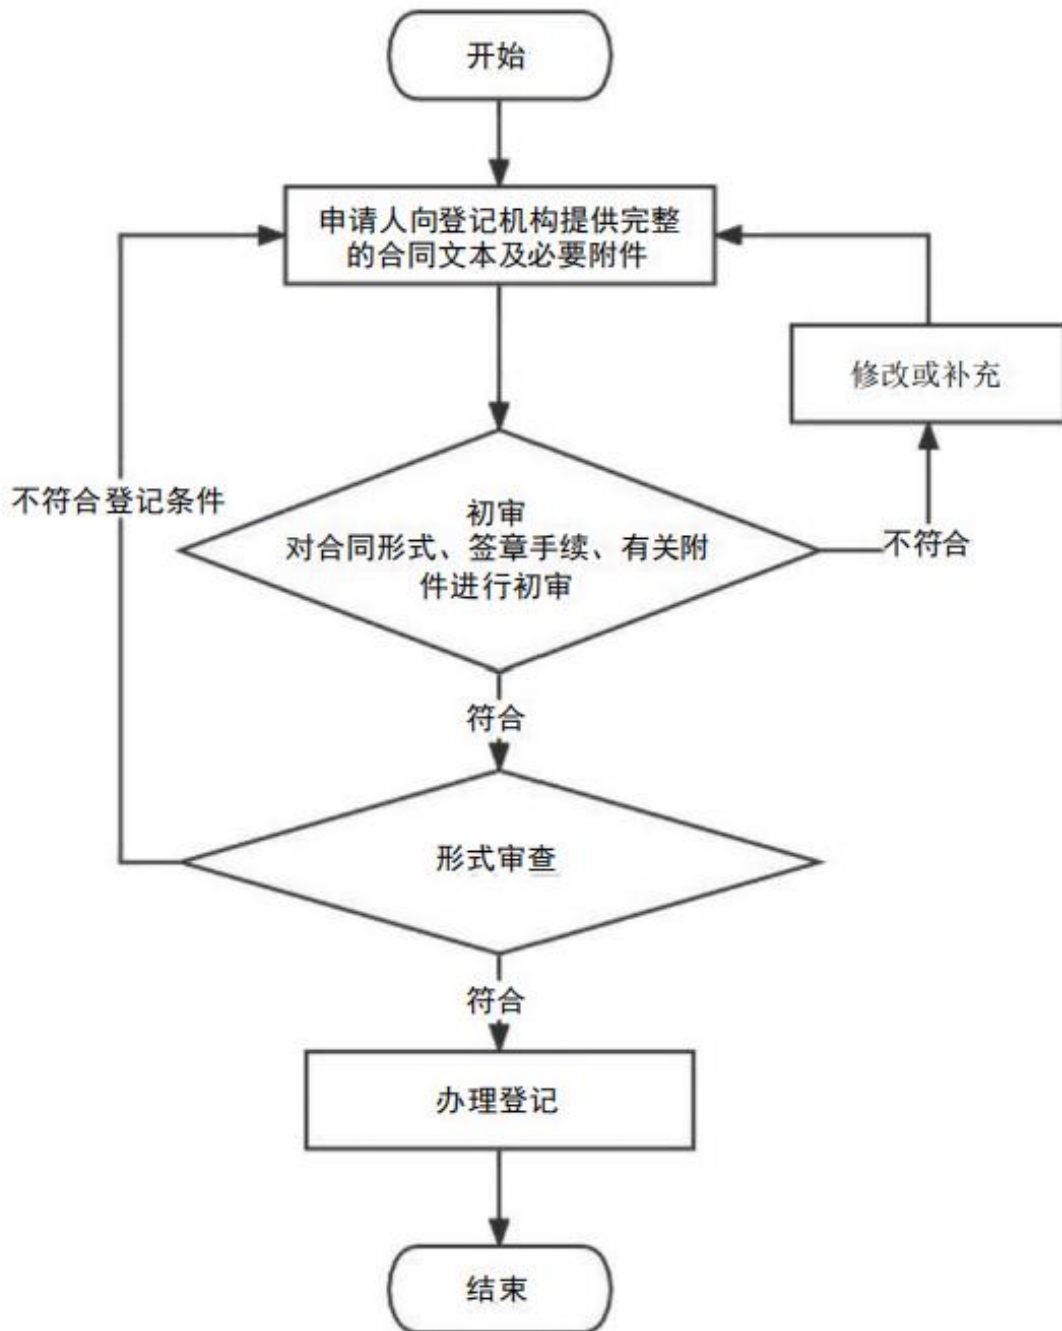 开始
申请人向登记机构提供完整
的合同文本及必要附件
修改或补充
不符合登记条件
初审
对合同形式、签章手续、有关附
件进行初审
不符合
符合
形式审查
符合
办理登记
结束